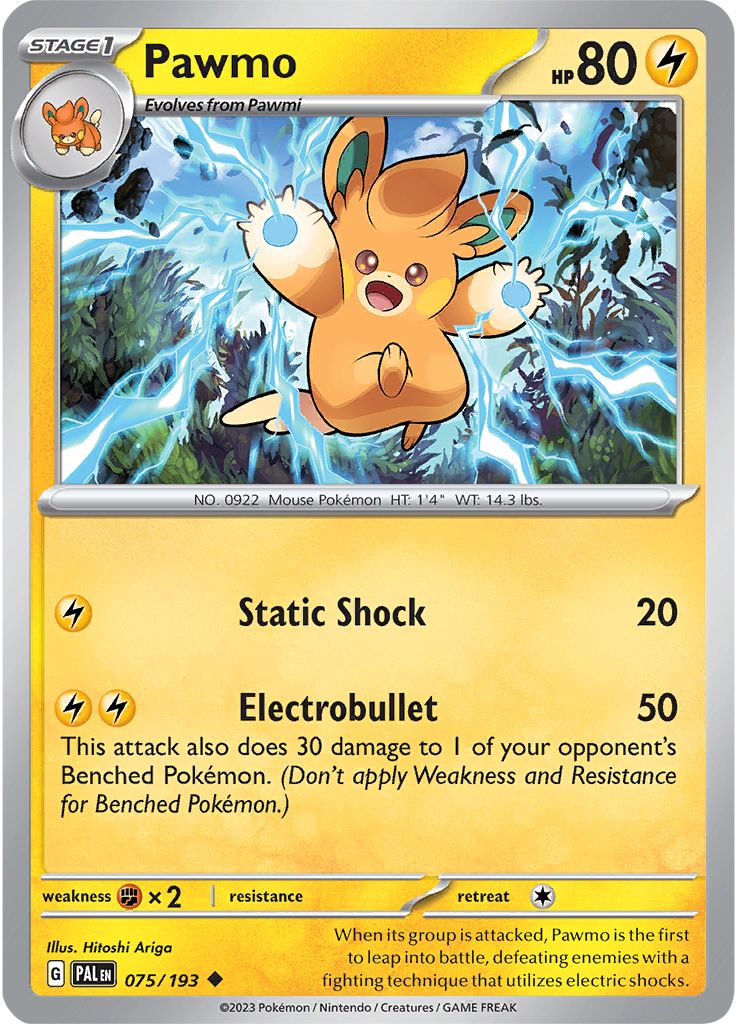 STAGE1
Pawmo
HP 80
Evolves from Pawmi
NO. 0922 Mouse Pokémon HT: 1'4" WT: 14.3 lbs.
Static Shock 20
Electrobullet 50
This attack also does 30 damage to 1 of your opponent's
Benched Pokémon. (Don't apply Weakness and Resistance
for Benched Pokémon.)
weakness ×2 resistance retreat
Illus. Hitoshi Ariga
G PAL EN 075/193
When its group is attacked, Pawmo is the first
to leap into battle, defeating enemies with a
fighting technique that utilizes electric shocks.
©2023 Pokémon / Nintendo / Creatures / GAME FREAK